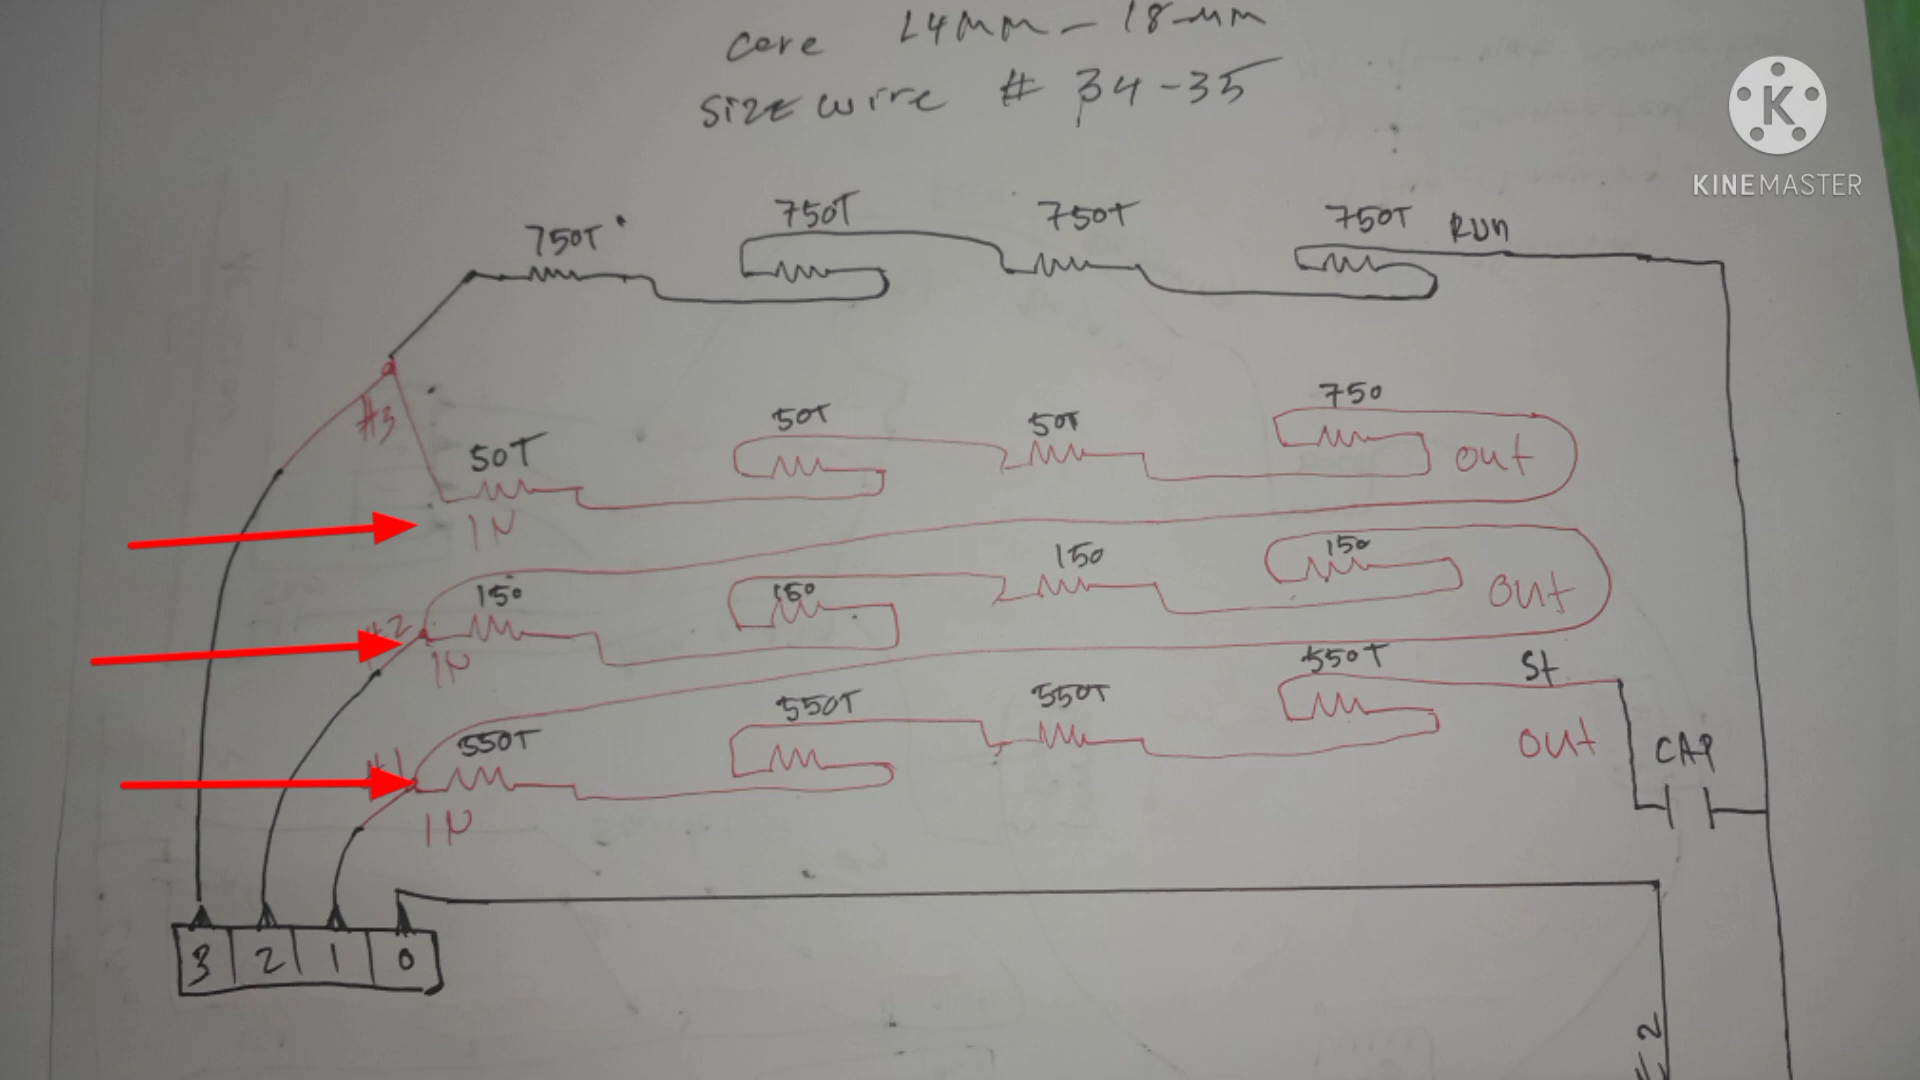 core 14mm - 18mm
size wire # 34-35
K
KINEMASTER
750T 750T 750T 750T RUN
#3
50T 50T 50T 750
IN out
150 150 150 150
#2 IN out
550T 550T 550T 550T St
#1 IN out CAP
3 2 1 0
2